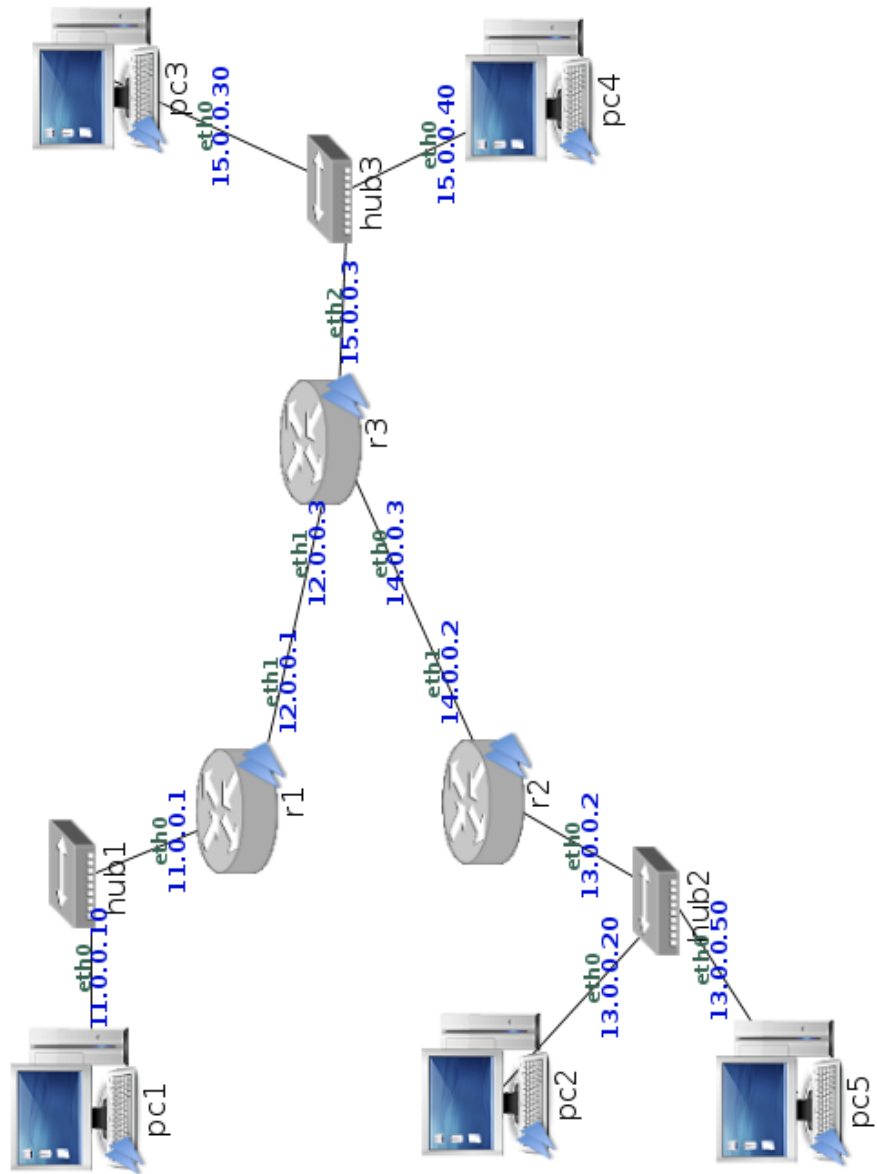 pc1
eth0
11.0.0.10
hub1
eth0
11.0.0.1
r1
eth1
12.0.0.1
eth1
12.0.0.3
r3
eth2
15.0.0.3
hub3
eth0
15.0.0.30
pc3
eth0
15.0.0.40
pc4
eth0
14.0.0.3
eth1
14.0.0.2
r2
eth0
13.0.0.2
hub2
eth0
13.0.0.20
pc2
eth0
13.0.0.50
pc5